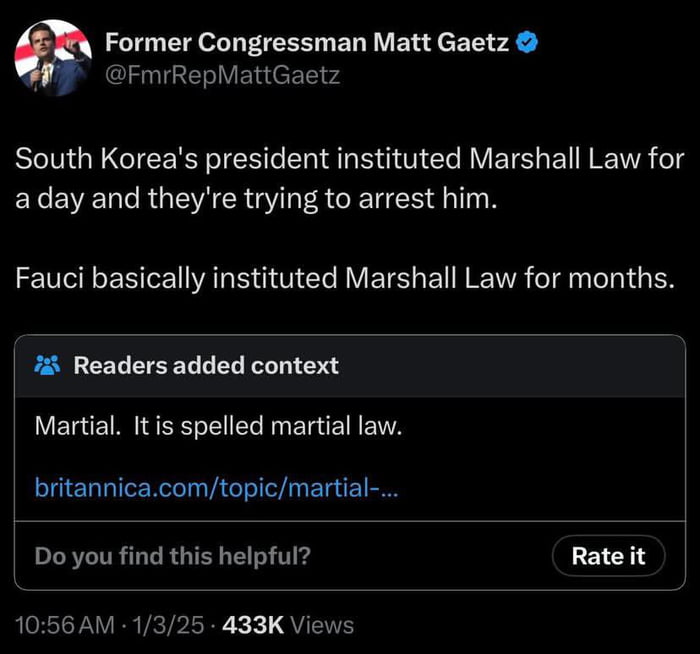 Former Congressman Matt Gaetz
@FmrRepMattGaetz
South Korea's president instituted Marshall Law for
a day and they're trying to arrest him.
Fauci basically instituted Marshall Law for months.
Readers added context
Martial.  It is spelled martial law.
britannica.com/topic/martial-...
Do you find this helpful?
Rate it
10:56 AM · 1/3/25 · 433K Views